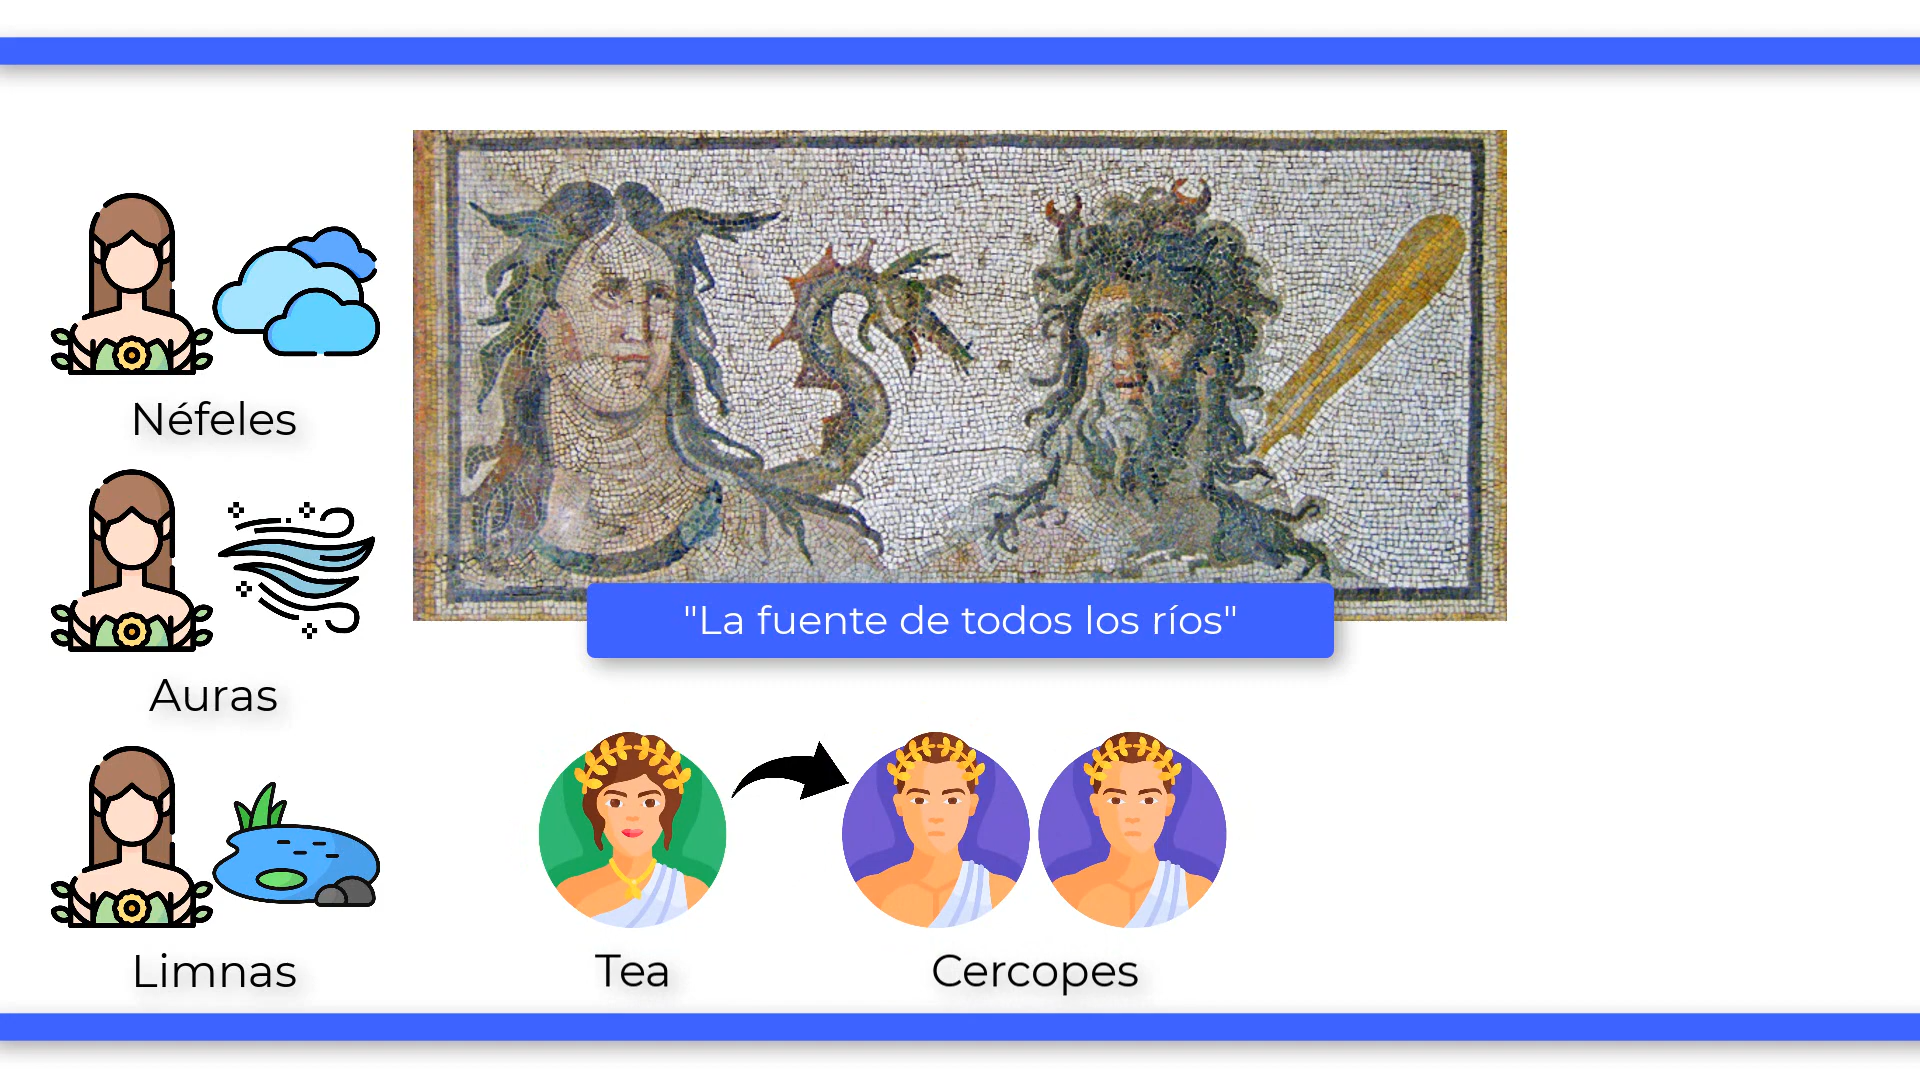 Néfeles
Auras
Limnas
"La fuente de todos los ríos"
Tea
Cercopes